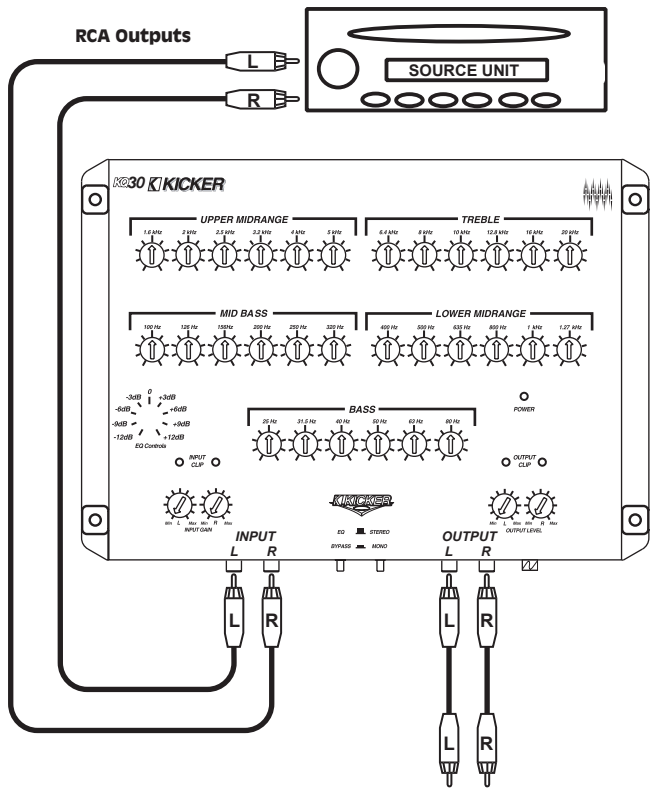 RCA Outputs
L
R
SOURCE UNIT
KQ30 KICKER
UPPER MIDRANGE
1.6 kHz 2 kHz 2.5 kHz 3.2 kHz 4 kHz 5 kHz
TREBLE
6.4 kHz 8 kHz 10 kHz 12.8 kHz 16 kHz 20 kHz
MID BASS
100 Hz 126 Hz 156Hz 200 Hz 250 Hz 320 Hz
LOWER MIDRANGE
400 Hz 500 Hz 635 Hz 800 Hz 1 kHz 1.27 kHz
0
-3dB +3dB
-6dB +6dB
-9dB +9dB
-12dB +12dB
EQ Controls
BASS
25 Hz 31.5 Hz 40 Hz 50 Hz 63 Hz 80 Hz
POWER
INPUT
CLIP
OUTPUT
CLIP
Min L Max Min R Max
INPUT GAIN
KICKER
Min L Max Min R Max
OUTPUT LEVEL
EQ STEREO
BYPASS MONO
INPUT
L R
OUTPUT
L R
L R
L R
L R